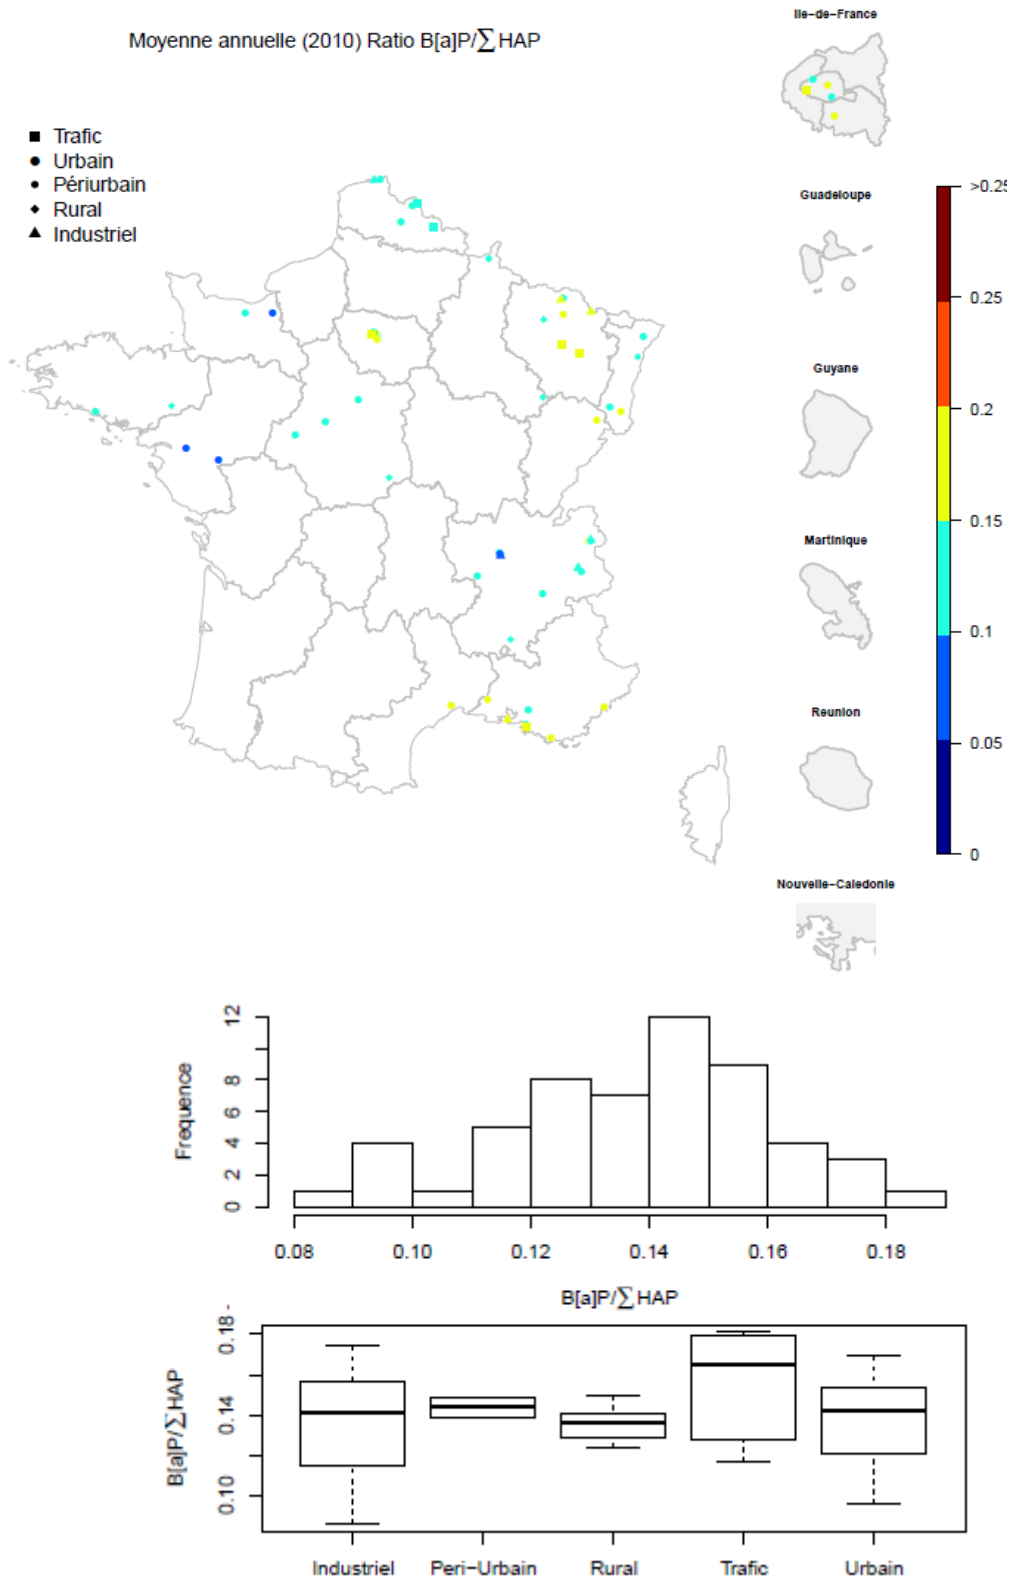 Ile-de-France
Moyenne annuelle (2010) Ratio B[a]P/∑HAP
Trafic
Urbain
Périurbain
Rural
Industriel
Guadeloupe
Guyane
Martinique
Reunion
Nouvelle-Caledonie
>0.25
0.25
0.2
0.15
0.1
0.05
0
Frequence
12
8
6
4
2
0
0.08 0.10 0.12 0.14 0.16 0.18
B[a]P/∑HAP
B[a]P/∑HAP
0.18
0.14
0.10
Industriel Peri-Urbain Rural Trafic Urbain